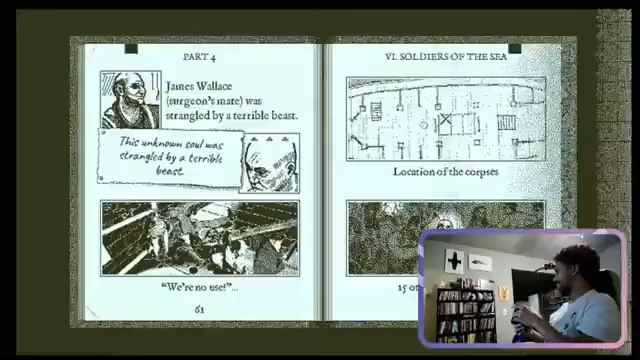 PART 4
James Wallace
(surgeon's mate) was
strangled by a terrible beast.
This unknown soul was
strangled by a terrible
beast.
"We're no use!"...
61
VI. SOLDIERS OF THE SEA
Location of the corpses
15